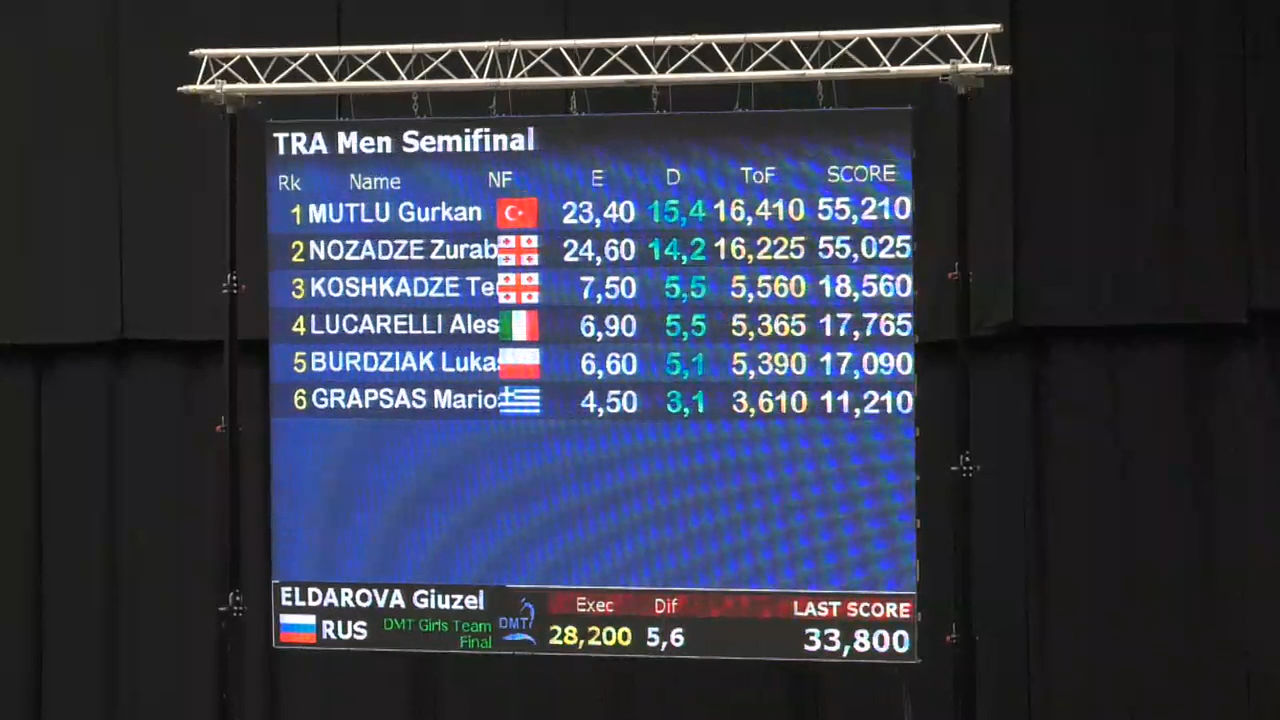 TRA Men Semifinal
Rk Name NF E D ToF SCORE
1 MUTLU Gurkan 23,40 15,4 16,410 55,210
2 NOZADZE Zurab 24,60 14,2 16,225 55,025
3 KOSHKADZE Te 7,50 5,5 5,560 18,560
4 LUCARELLI Ales 6,90 5,5 5,365 17,765
5 BURDZIAK Lukas 6,60 5,1 5,390 17,090
6 GRAPSAS Mario 4,50 3,1 3,610 11,210
ELDAROVA Giuzel Exec Dif LAST SCORE
RUS DMT Girls Team Final DMT 28,200 5,6 33,800